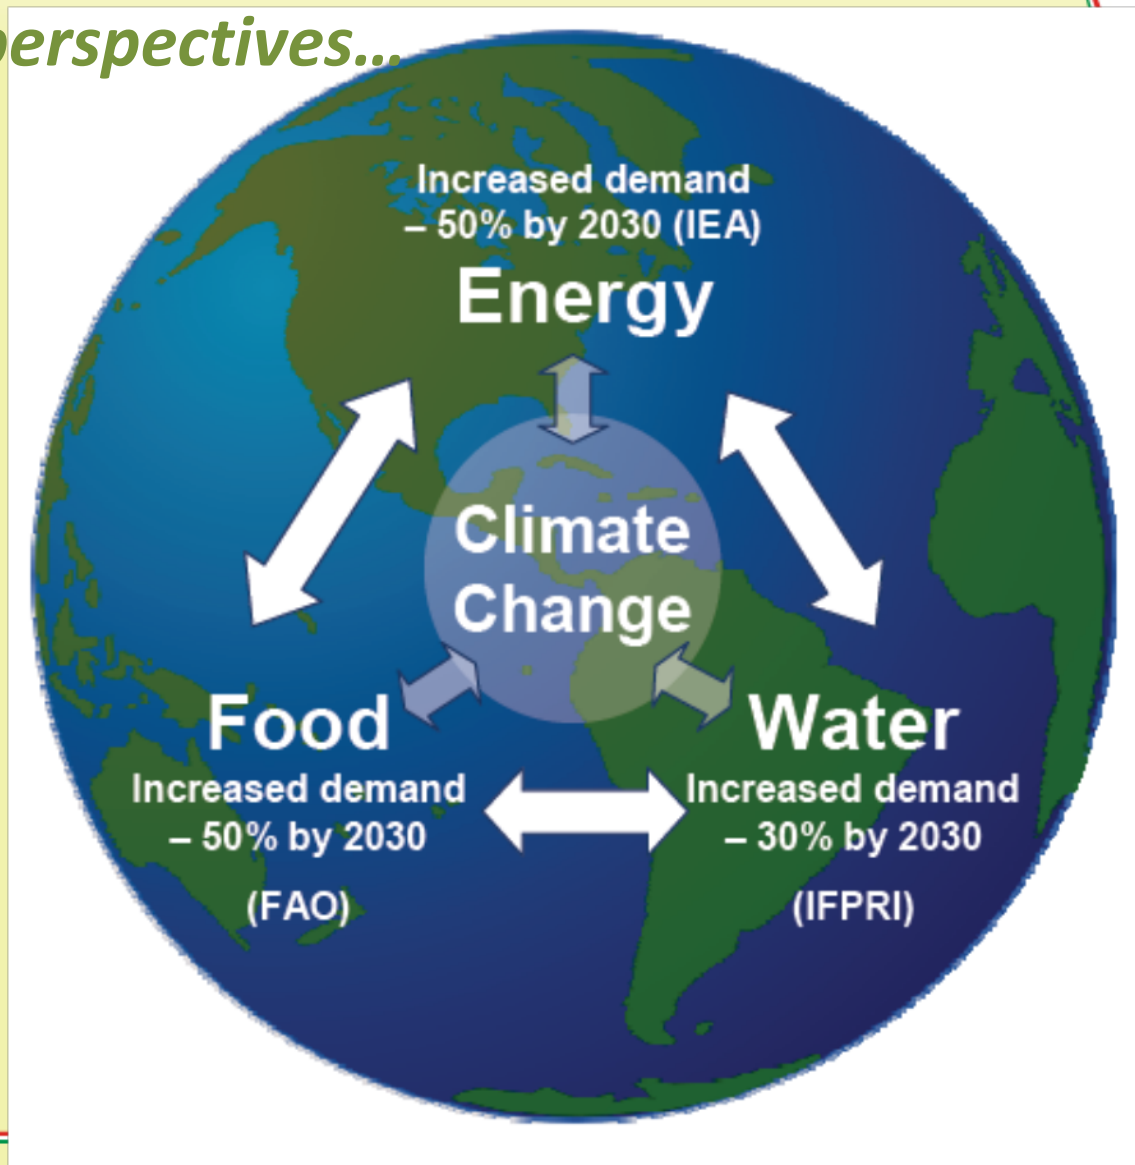 perspectives...
Increased demand
– 50% by 2030 (IEA)
Energy
Climate
Change
Food
Increased demand
– 50% by 2030
(FAO)
Water
Increased demand
– 30% by 2030
(IFPRI)